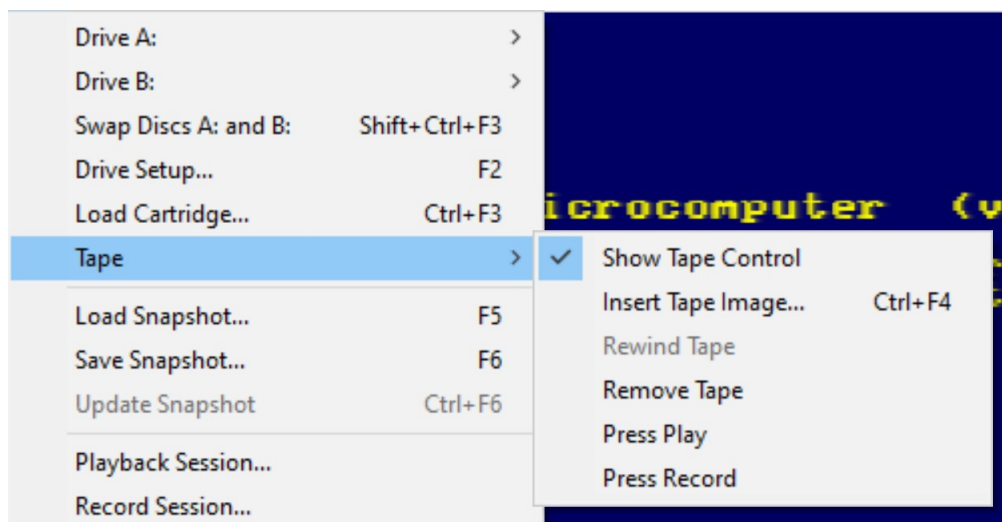 Drive A:
Drive B:
Swap Discs A: and B: Shift+Ctrl+F3
Drive Setup... F2
Load Cartridge... Ctrl+F3
Tape
Load Snapshot... F5
Save Snapshot... F6
Update Snapshot Ctrl+F6
Playback Session...
Record Session...
icrocomputer (v
Show Tape Control
Insert Tape Image... Ctrl+F4
Rewind Tape
Remove Tape
Press Play
Press Record